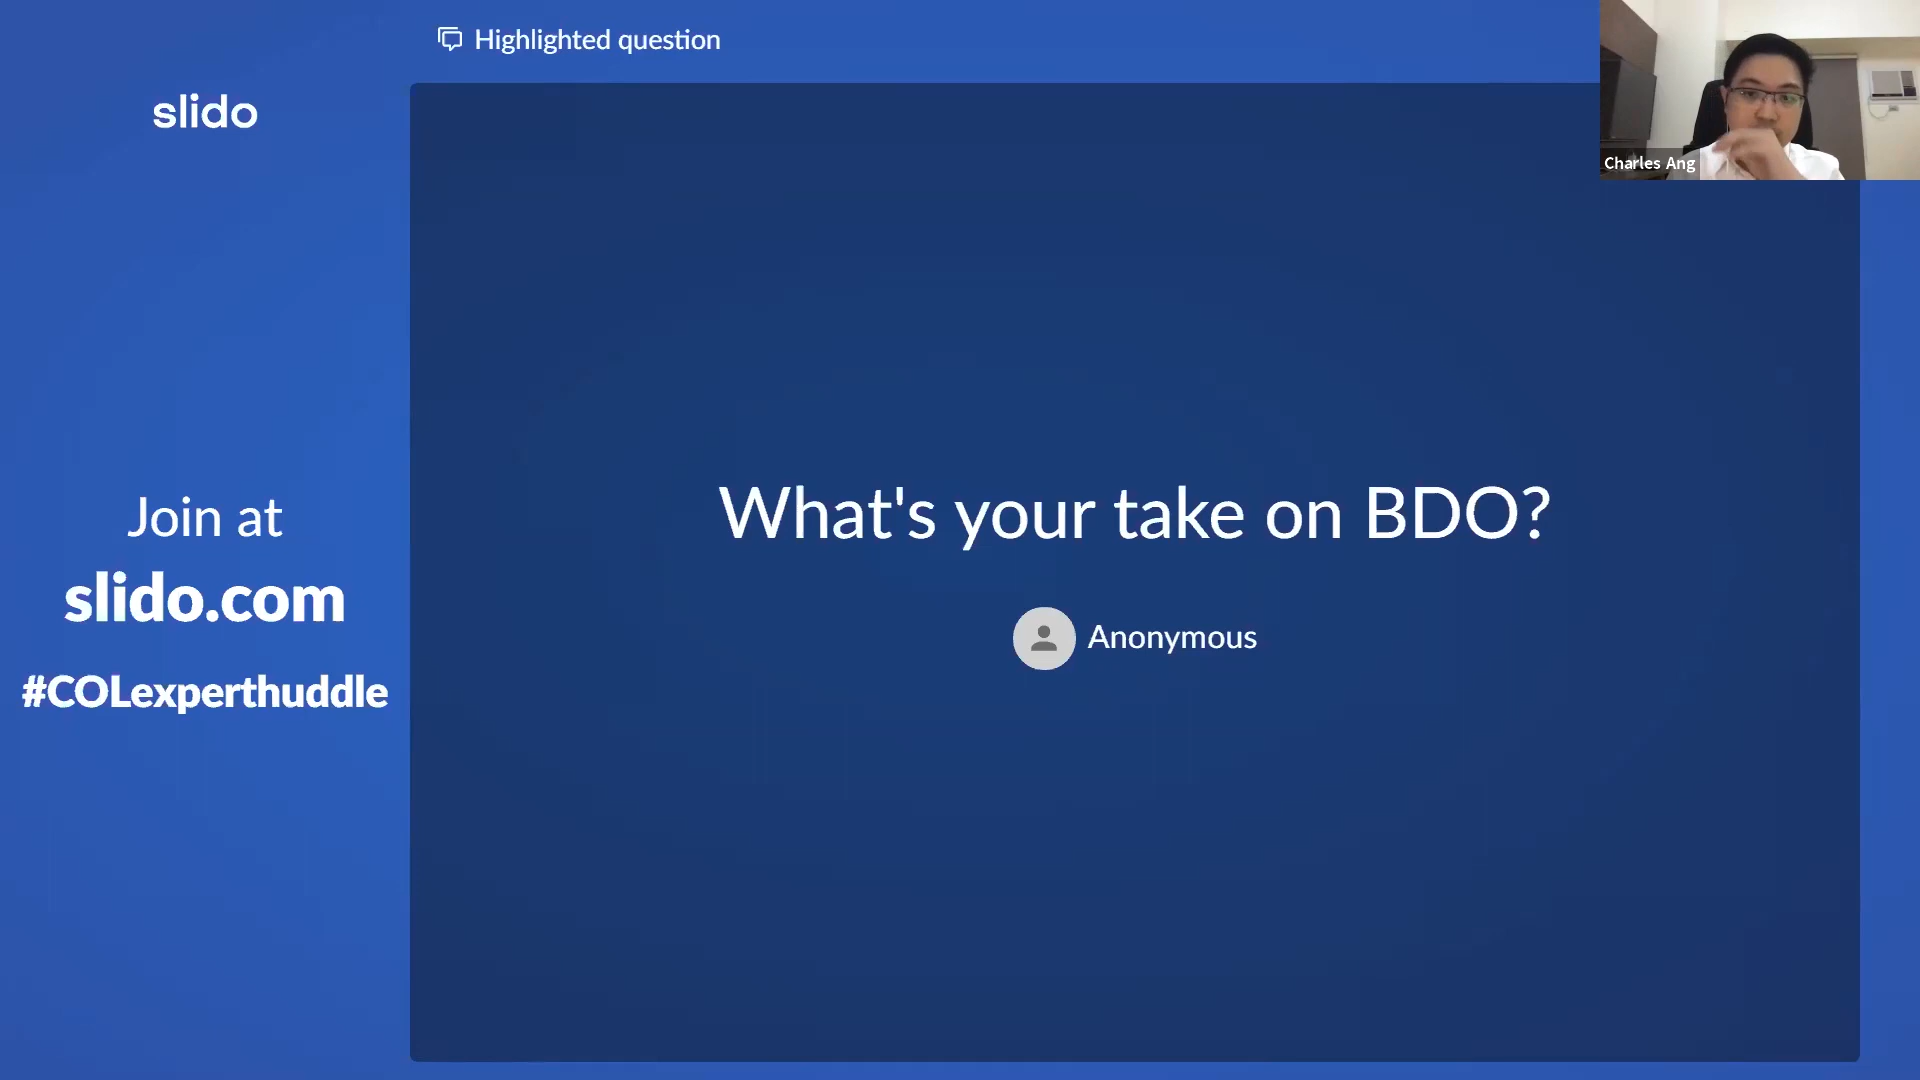 Highlighted question
slido
Charles Ang
Join at
slido.com
#COLexperthuddle
What's your take on BDO?
Anonymous